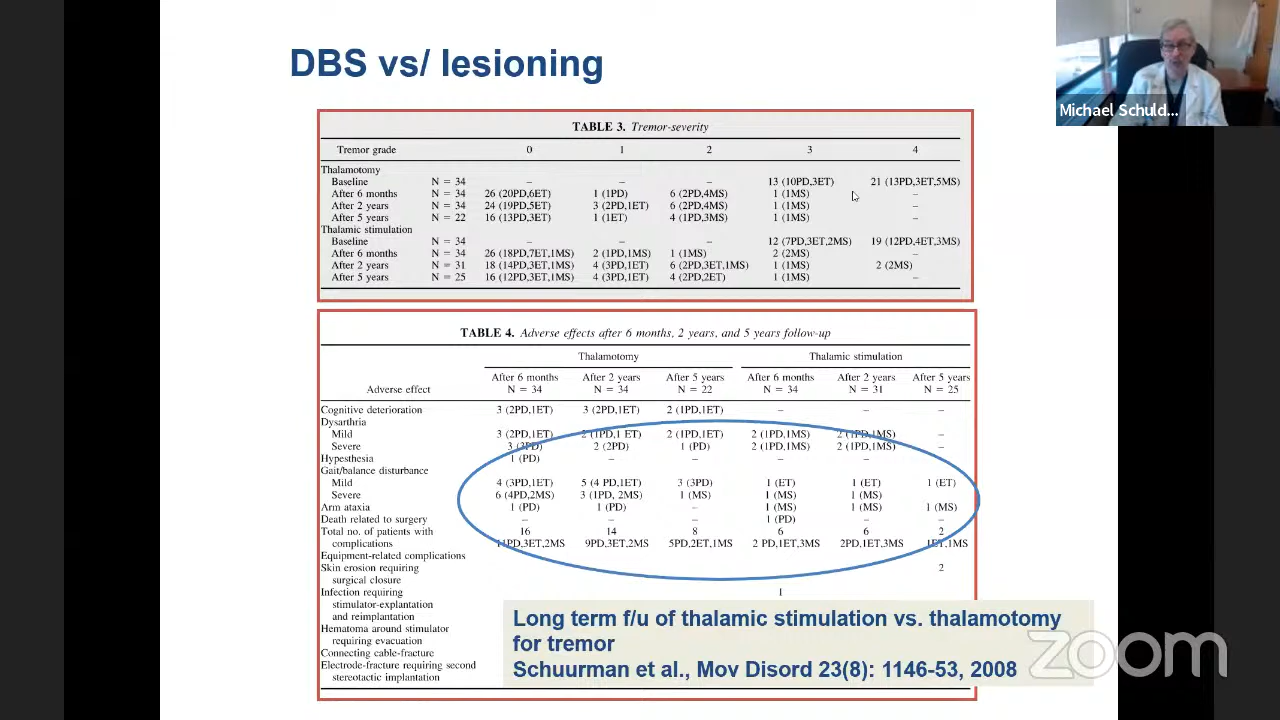 DBS vs/ lesioning
Michael Schuld...
TABLE 3. Tremor-severity
Tremor grade 0 1 2 3 4
Thalamotomy
Baseline N = 34 – – – 13 (10PD,3ET) 21 (13PD,3ET,5MS)
After 6 months N = 34 26 (20PD,6ET) 1 (1PD) 6 (2PD,4MS) 1 (1MS) –
After 2 years N = 34 24 (19PD,5ET) 3 (2PD,1ET) 6 (2PD,4MS) 1 (1MS) –
After 5 years N = 22 16 (13PD,3ET) 1 (1ET) 4 (1PD,3MS) 1 (1MS) –
Thalamic stimulation
Baseline N = 34 – – – 12 (7PD,3ET,2MS) 19 (12PD,4ET,3MS)
After 6 months N = 34 26 (18PD,7ET,1MS) 2 (1PD,1MS) 1 (1MS) 2 (2MS) –
After 2 years N = 31 18 (14PD,3ET,1MS) 4 (3PD,1ET) 6 (2PD,3ET,1MS) 1 (1MS) 2 (2MS)
After 5 years N = 25 16 (12PD,3ET,1MS) 4 (3PD,1ET) 4 (2PD,2ET) 1 (1MS) –
TABLE 4. Adverse effects after 6 months, 2 years, and 5 years follow-up
Thalamotomy Thalamic stimulation
After 6 months After 2 years After 5 years After 6 months After 2 years After 5 years
Adverse effect N = 34 N = 34 N = 22 N = 34 N = 31 N = 25
Cognitive deterioration 3 (2PD,1ET) 3 (2PD,1ET) 2 (1PD,1ET) – – –
Dysarthria
Mild 3 (2PD,1ET) 2 (1PD,1 ET) 2 (1PD,1ET) 2 (1PD,1MS) 2 (1PD,1MS) –
Severe 3 (3PD) 2 (2PD) 1 (PD) 2 (1PD,1MS) 2 (1PD,1MS) –
Hypesthesia 1 (PD) – – – –
Gait/balance disturbance
Mild 4 (3PD,1ET) 5 (4 PD,1ET) 3 (3PD) 1 (ET) 1 (ET) 1 (ET)
Severe 6 (4PD,2MS) 3 (1PD, 2MS) 1 (MS) 1 (MS) 1 (MS)
Arm ataxia 1 (PD) 1 (PD) – 1 (MS) 1 (MS) 1 (MS)
Death related to surgery – – – 1 (PD) – –
Total no. of patients with 16 14 8 6 6 2
complications 11PD,3ET,2MS 9PD,3ET,2MS 5PD,2ET,1MS 2 PD,1ET,3MS 2PD,1ET,3MS 1ET,1MS
Equipment-related complications
Skin erosion requiring 2
surgical closure
Infection requiring 1
stimulator-explantation
and reimplantation
Hematoma around stimulator
requiring evacuation
Connecting cable-fracture
Electrode-fracture requiring second
stereotactic implantation
Long term f/u of thalamic stimulation vs. thalamotomy
for tremor
Schuurman et al., Mov Disord 23(8): 1146-53, 2008
zoom